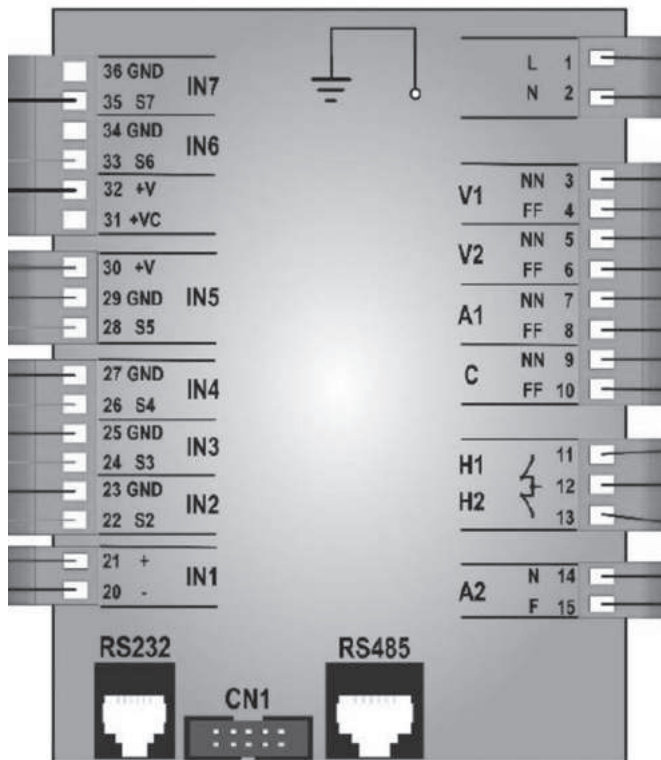 36 GND
35 S7
IN7
34 GND
33 S6
IN6
32 +V
31 +VC
30 +V
29 GND
28 S5
IN5
27 GND
26 S4
IN4
25 GND
24 S3
IN3
23 GND
22 S2
IN2
21 +
20 -
IN1
L 1
N 2
V1
NN 3
FF 4
V2
NN 5
FF 6
A1
NN 7
FF 8
C
NN 9
FF 10
H1
H2
11
12
13
A2
N 14
F 15
RS232
CN1
RS485